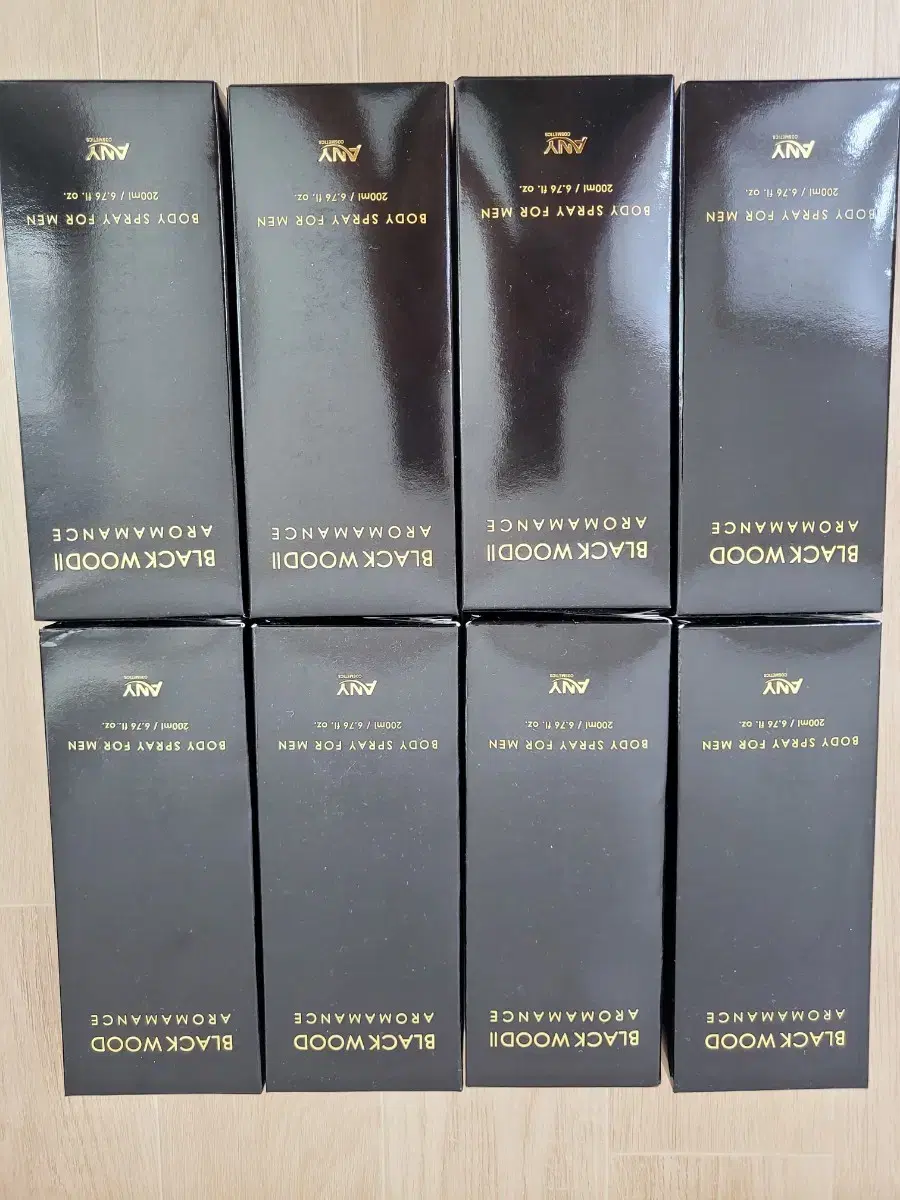 BLACK WOOD
AROMAMANCE
BODY SPRAY FOR MEN
200ml / 6.76 fl. oz.
ANY
COSMETICS
BLACK WOODII
AROMAMANCE
BODY SPRAY FOR MEN
200ml / 6.76 fl. oz.
ANY
COSMETICS
BLACK WOOD
AROMAMANCE
BODY SPRAY FOR MEN
200ml / 6.76 fl. oz.
ANY
COSMETICS
BLACK WOOD
AROMAMANCE
BODY SPRAY FOR MEN
200ml / 6.76 fl. oz.
ANY
COSMETICS
BLACK WOOD
AROMAMANCE
BODY SPRAY FOR MEN
200ml / 6.76 fl. oz.
ANY
COSMETICS
BLACK WOODII
AROMAMANCE
BODY SPRAY FOR MEN
200ml / 6.76 fl. oz.
ANY
COSMETICS
BLACK WOODII
AROMAMANCE
BODY SPRAY FOR MEN
200ml / 6.76 fl. oz.
ANY
COSMETICS
BLACK WOODII
AROMAMANCE
BODY SPRAY FOR MEN
200ml / 6.76 fl. oz.
ANY
COSMETICS